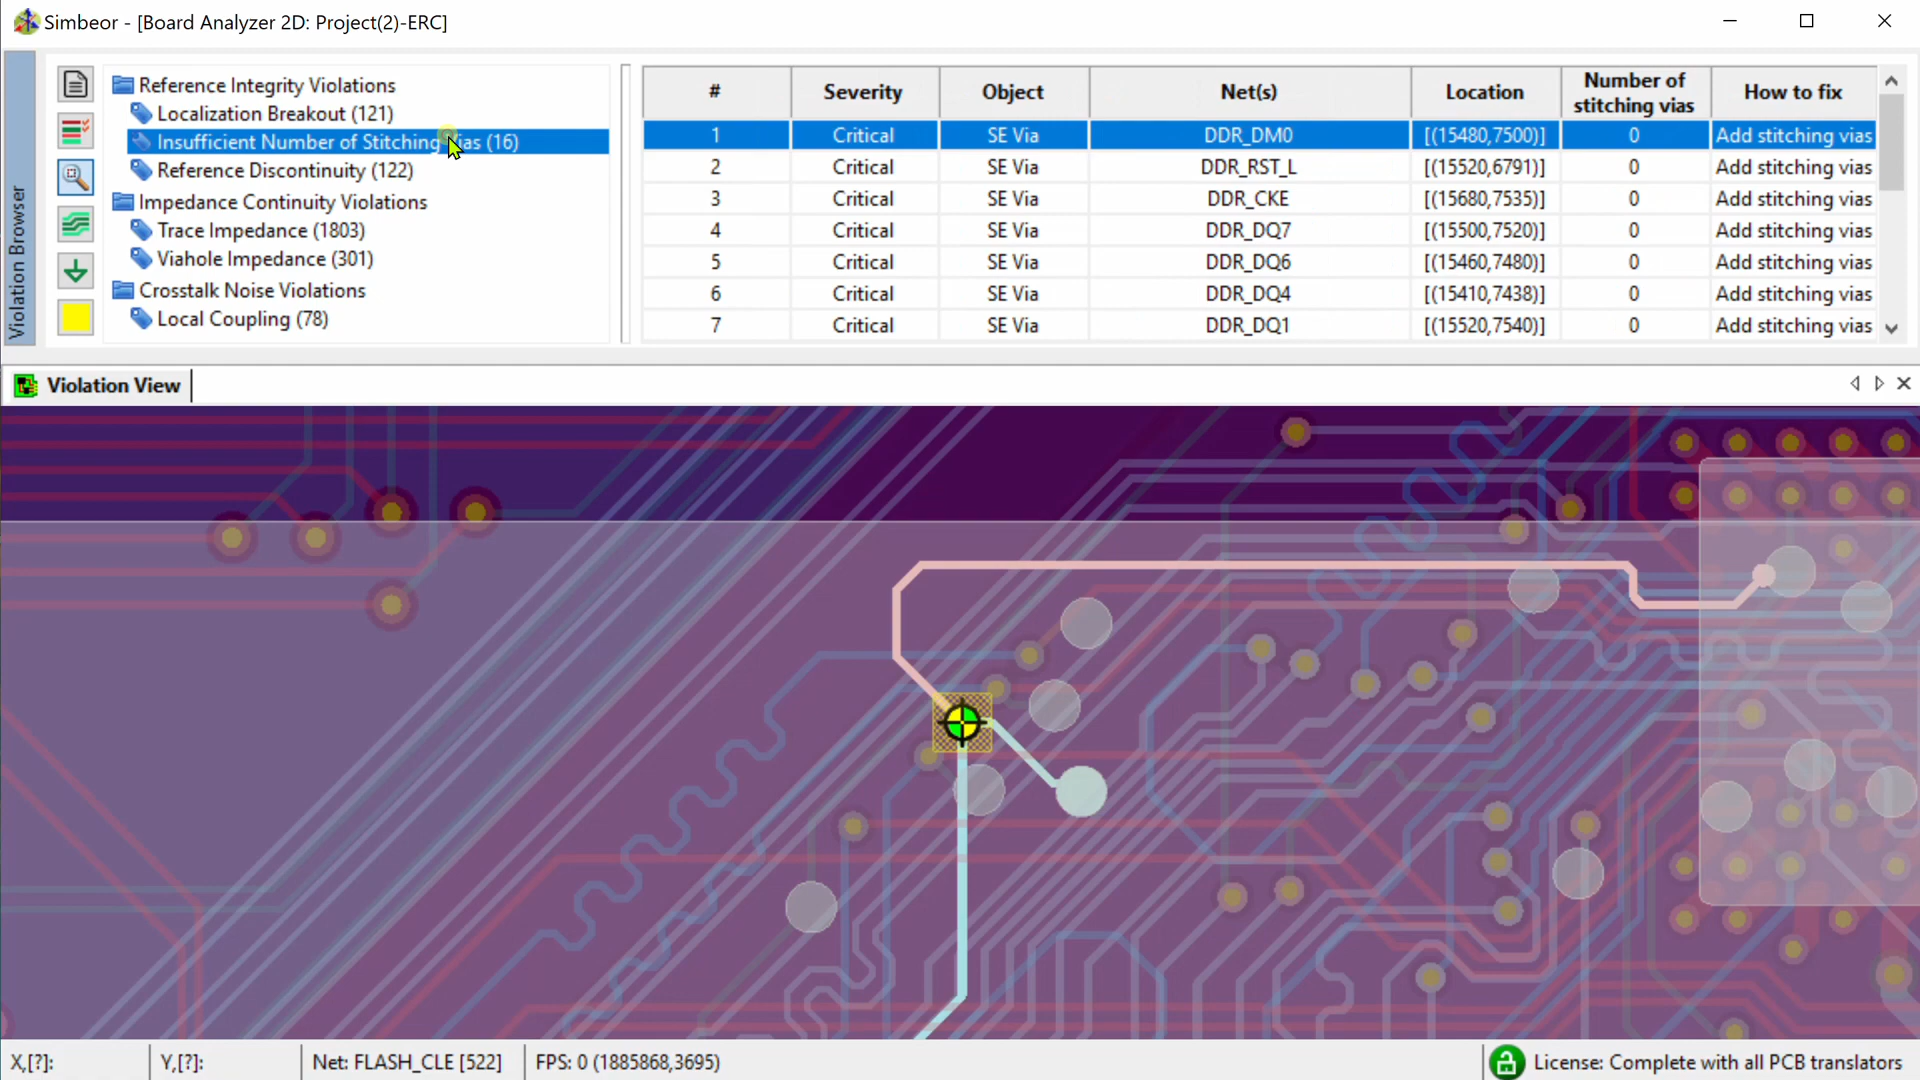 Simbeor - [Board Analyzer 2D: Project(2)-ERC]
Violation Browser
Reference Integrity Violations
Localization Breakout (121)
Insufficient Number of Stitching ias (16)
Reference Discontinuity (122)
Impedance Continuity Violations
Trace Impedance (1803)
Viahole Impedance (301)
Crosstalk Noise Violations
Local Coupling (78)
# Severity Object Net(s) Location Number of stitching vias How to fix
1 Critical SE Via DDR_DM0 [(15480,7500)] 0 Add stitching vias
2 Critical SE Via DDR_RST_L [(15520,6791)] 0 Add stitching vias
3 Critical SE Via DDR_CKE [(15680,7535)] 0 Add stitching vias
4 Critical SE Via DDR_DQ7 [(15500,7520)] 0 Add stitching vias
5 Critical SE Via DDR_DQ6 [(15460,7480)] 0 Add stitching vias
6 Critical SE Via DDR_DQ4 [(15410,7438)] 0 Add stitching vias
7 Critical SE Via DDR_DQ1 [(15520,7540)] 0 Add stitching vias
Violation View
X,[?]: Y,[?]: Net: FLASH_CLE [522] FPS: 0 (1885868,3695) License: Complete with all PCB translators